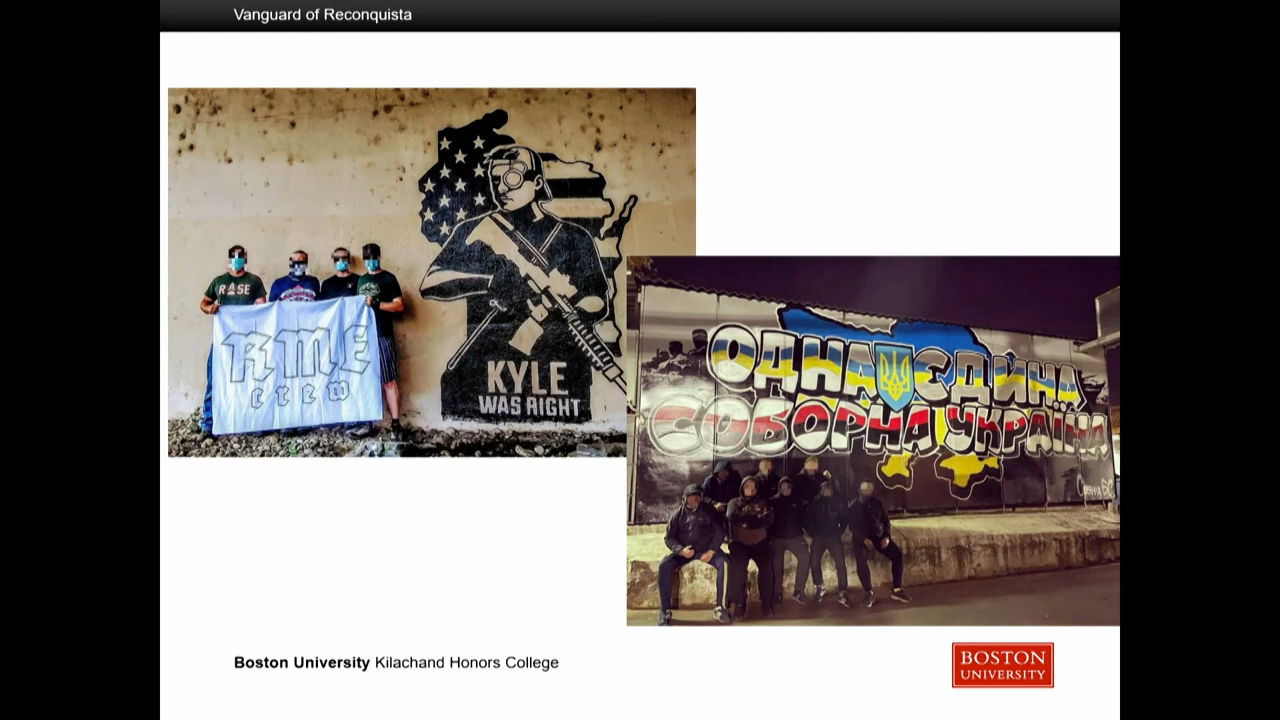 Vanguard of Reconquista
RISE
RME
crew
KYLE
WAS RIGHT
ОДНА ЄДИНА
СОБОРНА УКРАЇНА
Boston University Kilachand Honors College
BOSTON
UNIVERSITY